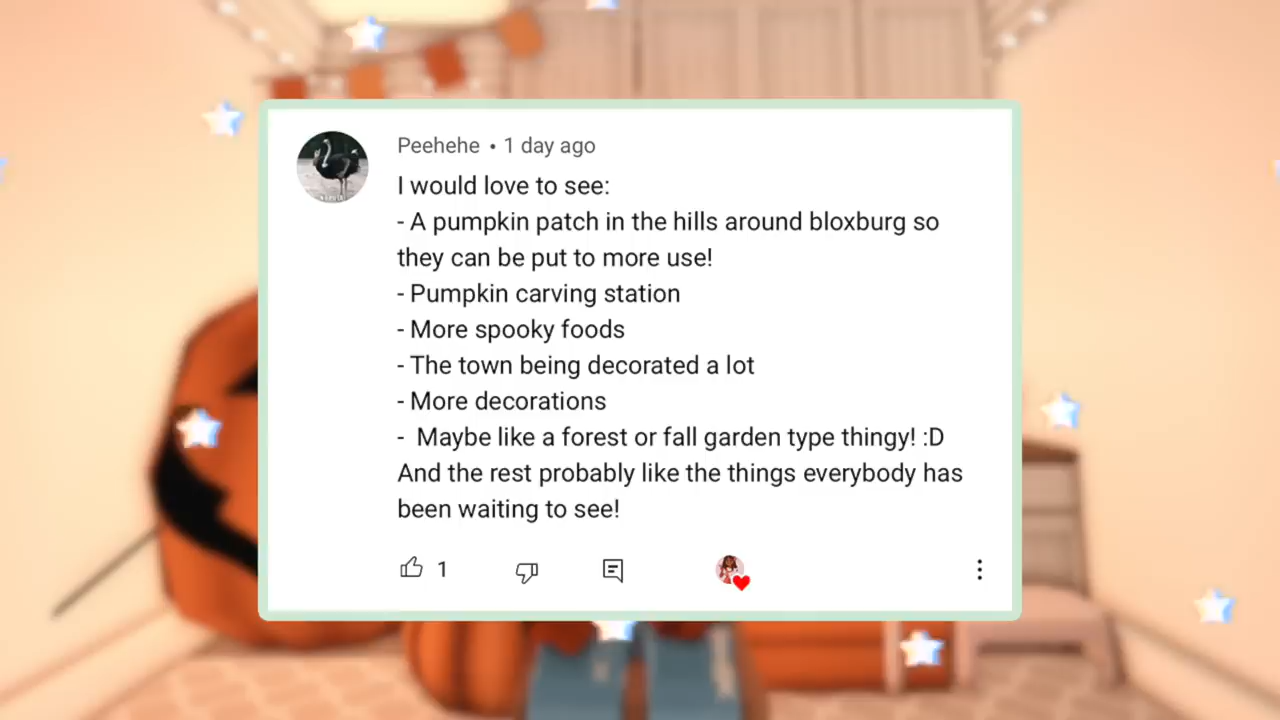 Peehehe • 1 day ago
I would love to see:
- A pumpkin patch in the hills around bloxburg so
they can be put to more use!
- Pumpkin carving station
- More spooky foods
- The town being decorated a lot
- More decorations
-  Maybe like a forest or fall garden type thingy! :D
And the rest probably like the things everybody has
been waiting to see!
1